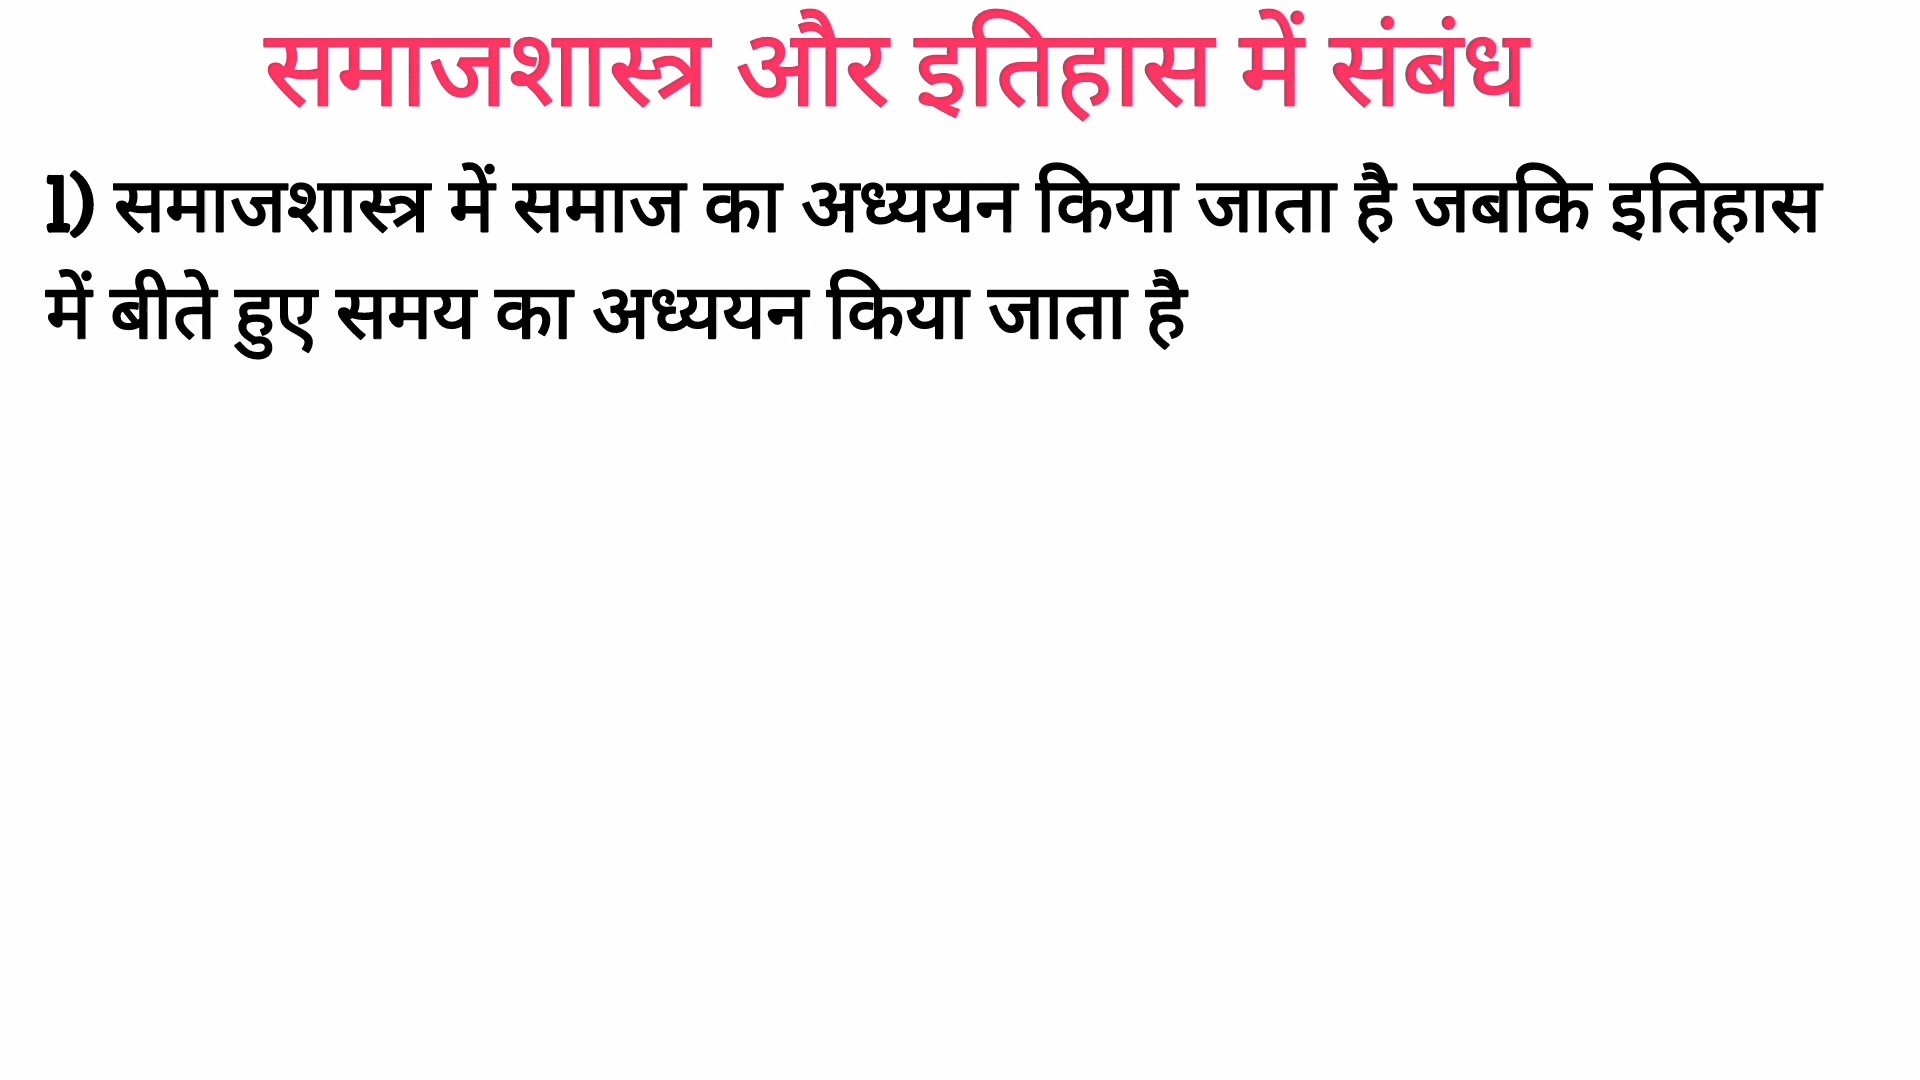 समाजशास्त्र और इतिहास में संबंध
1) समाजशास्त्र में समाज का अध्ययन किया जाता है जबकि इतिहास
में बीते हुए समय का अध्ययन किया जाता है